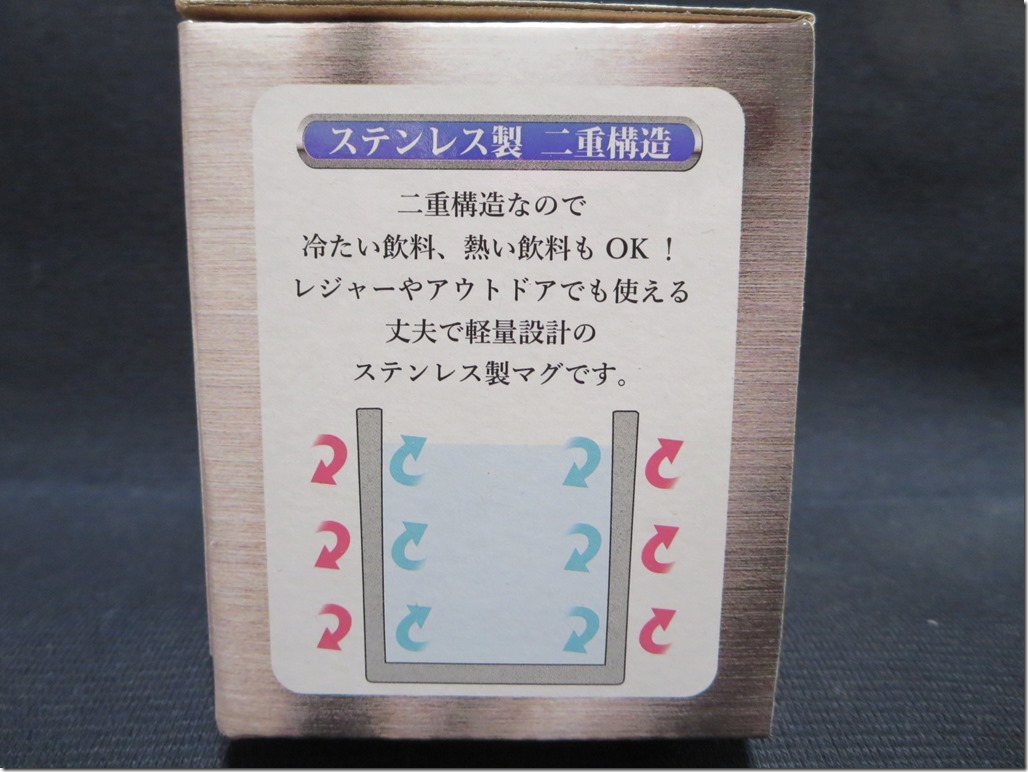 ステンレス製 二重構造
二重構造なので
冷たい飲料、熱い飲料も OK !
レジャーやアウトドアでも使える
丈夫で軽量設計の
ステンレス製マグです。